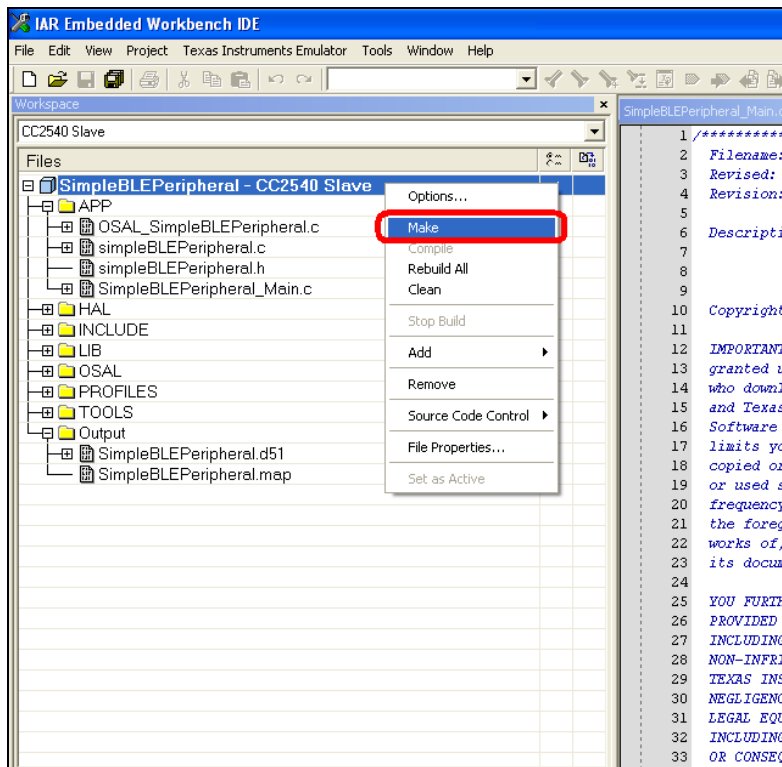 IAR Embedded Workbench IDE
File Edit View Project Texas Instruments Emulator Tools Window Help
Workspace
CC2540 Slave
Files
SimpleBLEPeripheral - CC2540 Slave
APP
OSAL_SimpleBLEPeripheral.c
simpleBLEPeripheral.c
simpleBLEPeripheral.h
SimpleBLEPeripheral_Main.c
HAL
INCLUDE
LIB
OSAL
PROFILES
TOOLS
Output
SimpleBLEPeripheral.d51
SimpleBLEPeripheral.map
Options...
Make
Compile
Rebuild All
Clean
Stop Build
Add
Remove
Source Code Control
File Properties...
Set as Active
SimpleBLEPeripheral_Main.c
1 /**********
2 Filename:
3 Revised:
4 Revision:
5
6 Descripti
7
8
9
10 Copyright
11
12 IMPORTANT
13 granted u
14 who downl
15 and Texas
16 Software
17 limits yo
18 copied or
19 or used s
20 frequency
21 the foreg
22 works of,
23 its docum
24
25 YOU FURTH
26 PROVIDED
27 INCLUDING
28 NON-INFRI
29 TEXAS INS
30 NEGLIGENC
31 LEGAL EQU
32 INCLUDING
33 OR CONSEQ